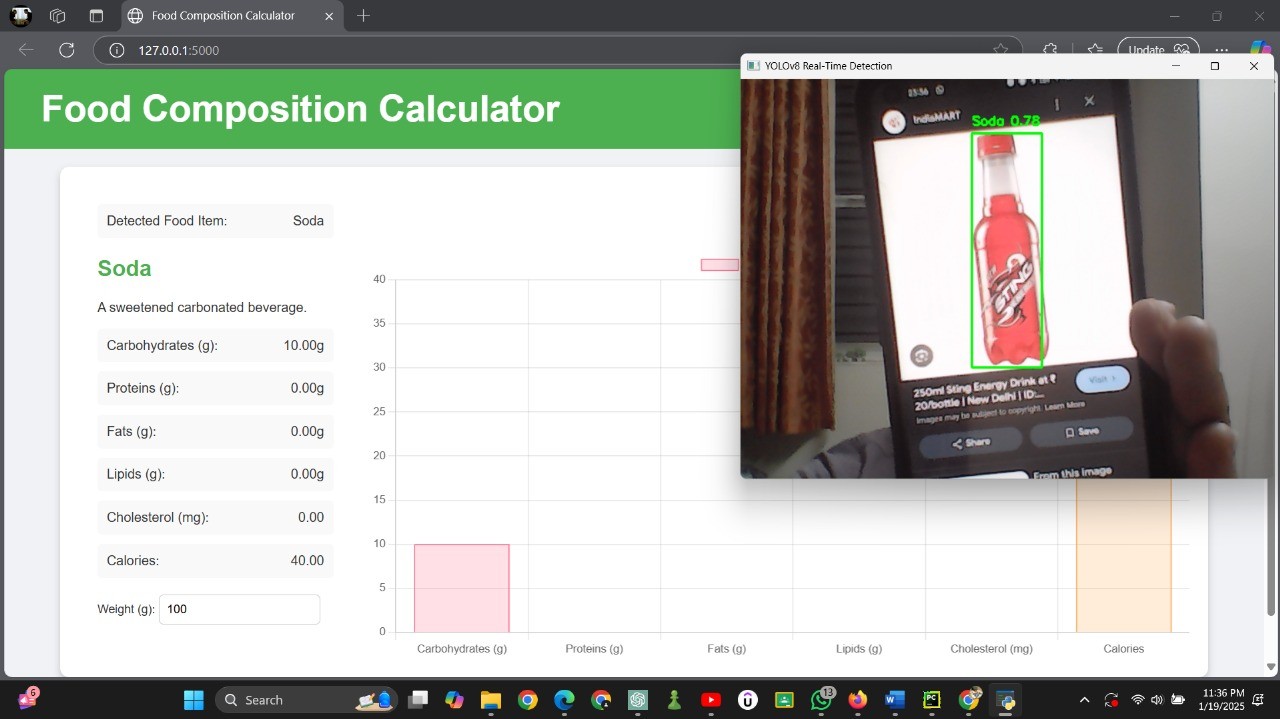 Food Composition Calculator
127.0.0.1:5000
Update
Food Composition Calculator
Detected Food Item: Soda
Soda
A sweetened carbonated beverage.
Carbohydrates (g): 10.00g
Proteins (g): 0.00g
Fats (g): 0.00g
Lipids (g): 0.00g
Cholesterol (mg): 0.00
Calories: 40.00
Weight (g): 100
40
35
30
25
20
15
10
5
0
Carbohydrates (g) Proteins (g) Fats (g) Lipids (g) Cholesterol (mg) Calories
YOLOv8 Real-Time Detection
23:36
IndiaMART
Soda 0.78
STING
250ml Sting Energy Drink at ₹
20/bottle | New Delhi | ID:...
Images may be subject to copyright. Learn More
Visit >
Share
Save
From this image
6
Search
13
11:36 PM
1/19/2025